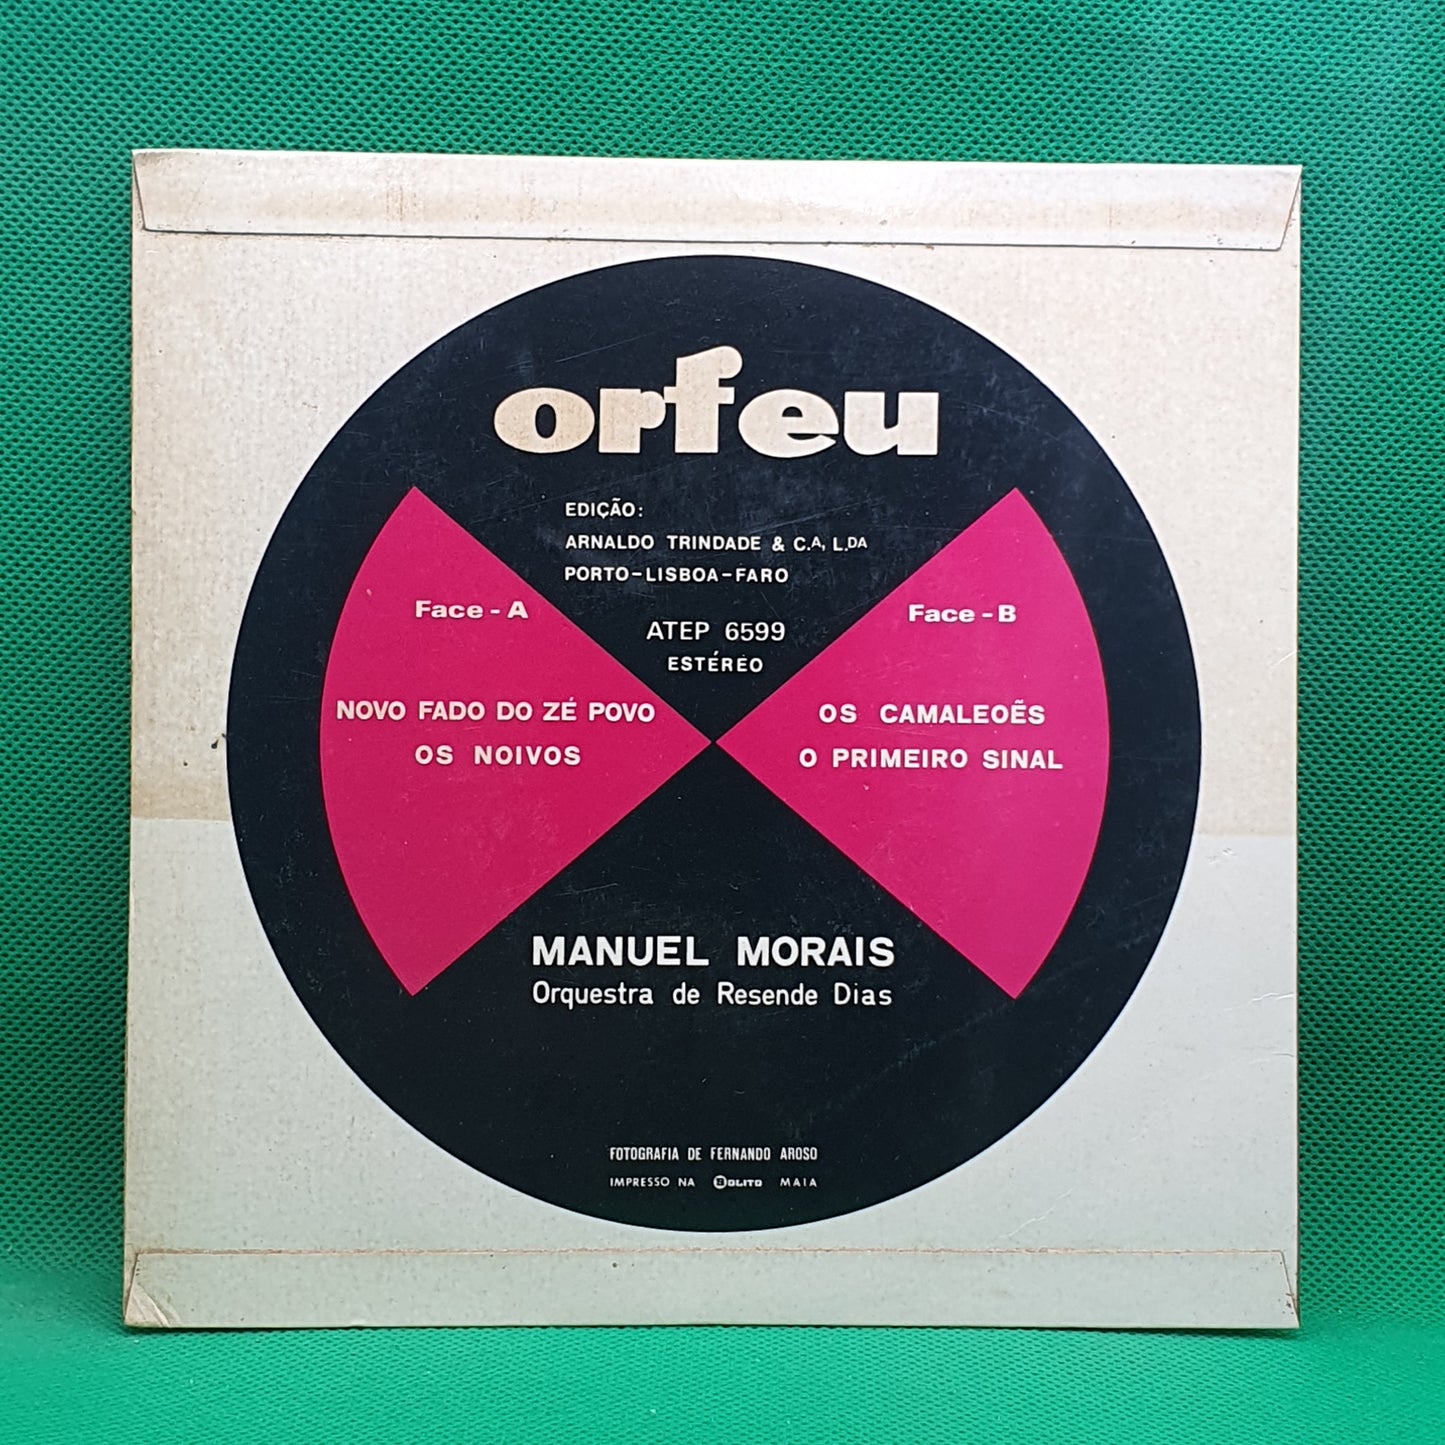 orfeu
EDIÇÃO:
ARNALDO TRINDADE & C.A, L.DA
PORTO-LISBOA-FARO
ATEP 6599
ESTÉREO
Face - A
NOVO FADO DO ZÉ POVO
OS NOIVOS
Face - B
OS CAMALEOẼS
O PRIMEIRO SINAL
MANUEL MORAIS
Orquestra de Resende Dias
FOTOGRAFIA DE FERNANDO AROSO
IMPRESSO NA BOLITO MAIA